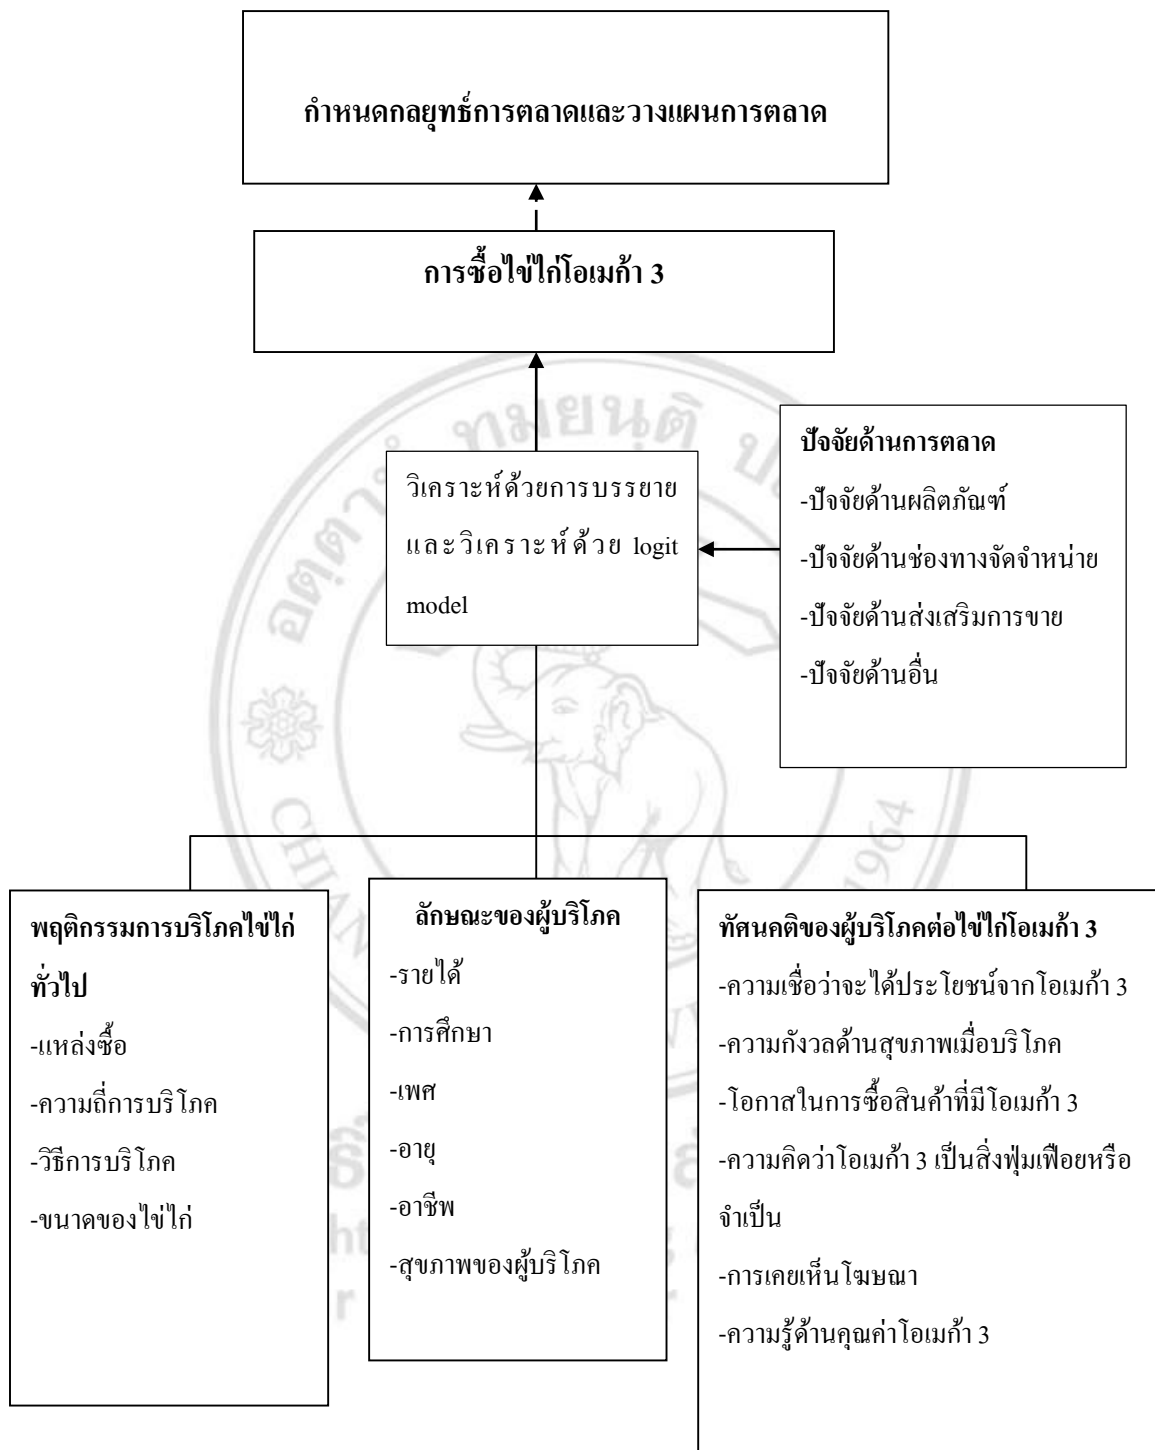 กำหนดกลยุทธ์การตลาดและวางแผนการตลาด
การซื้อไข่ไก่โอเมก้า 3
วิเคราะห์ด้วยการบรรยาย
และวิเคราะห์ด้วย logit
model
ปัจจัยด้านการตลาด
-ปัจจัยด้านผลิตภัณฑ์
-ปัจจัยด้านช่องทางจัดจำหน่าย
-ปัจจัยด้านส่งเสริมการขาย
-ปัจจัยด้านอื่น
พฤติกรรมการบริโภคไข่ไก่
ทั่วไป
-แหล่งซื้อ
-ความถี่การบริโภค
-วิธีการบริโภค
-ขนาดของไข่ไก่
ลักษณะของผู้บริโภค
-รายได้
-การศึกษา
-เพศ
-อายุ
-อาชีพ
-สุขภาพของผู้บริโภค
ทัศนคติของผู้บริโภคต่อไข่ไก่โอเมก้า 3
-ความเชื่อว่าจะได้ประโยชน์จากโอเมก้า 3
-ความกังวลด้านสุขภาพเมื่อบริโภค
-โอกาสในการซื้อสินค้าที่มีโอเมก้า 3
-ความคิดว่าโอเมก้า 3 เป็นสิ่งฟุ่มเฟือยหรือ
จำเป็น
-การเคยเห็นโฆษณา
-ความรู้ด้านคุณค่าโอเมก้า 3
อตฺตานํ ทมยนฺติ
1964